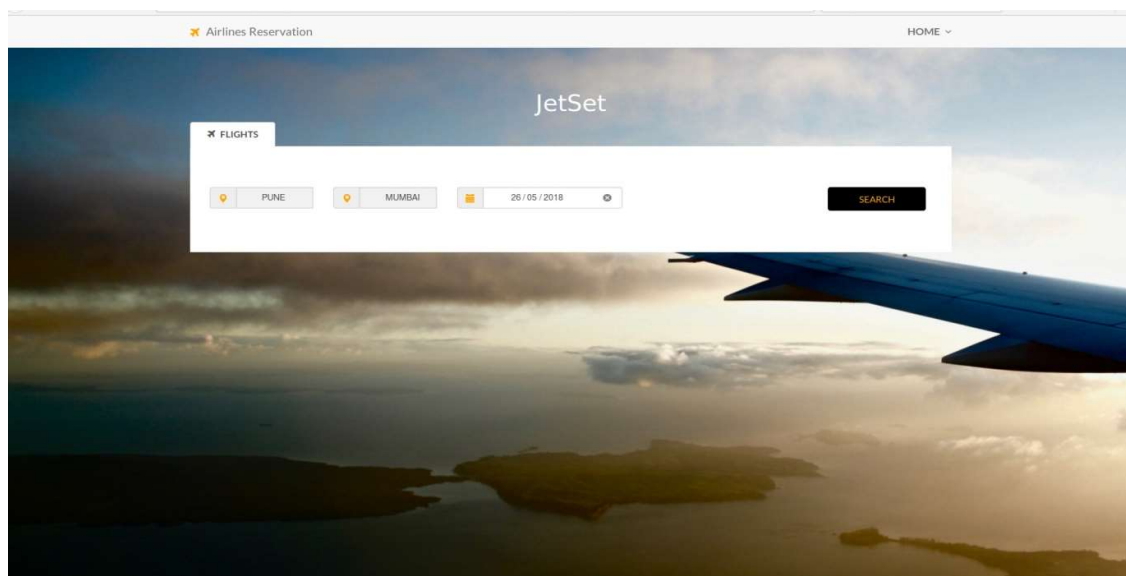 Airlines Reservation
HOME
JetSet
FLIGHTS
PUNE MUMBAI 26/05/2018 SEARCH